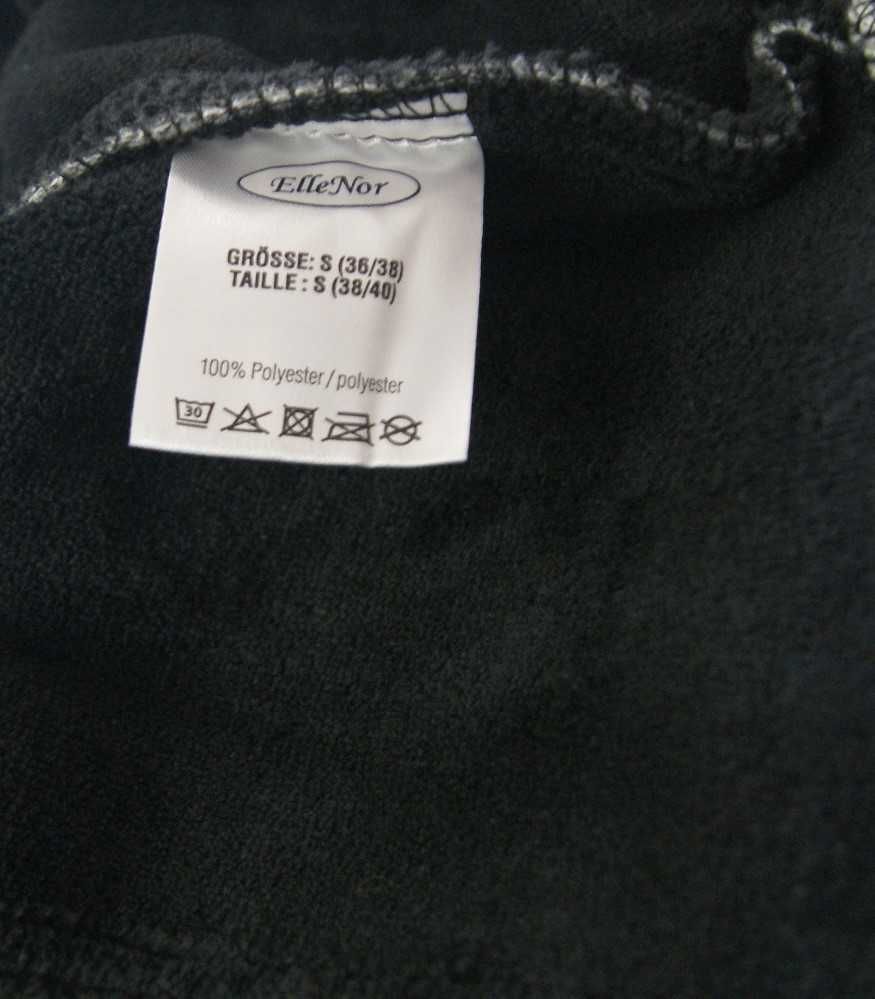 ElleNor
GRÖSSE: S (36/38)
TAILLE : S (38/40)
100% Polyester / polyester
30